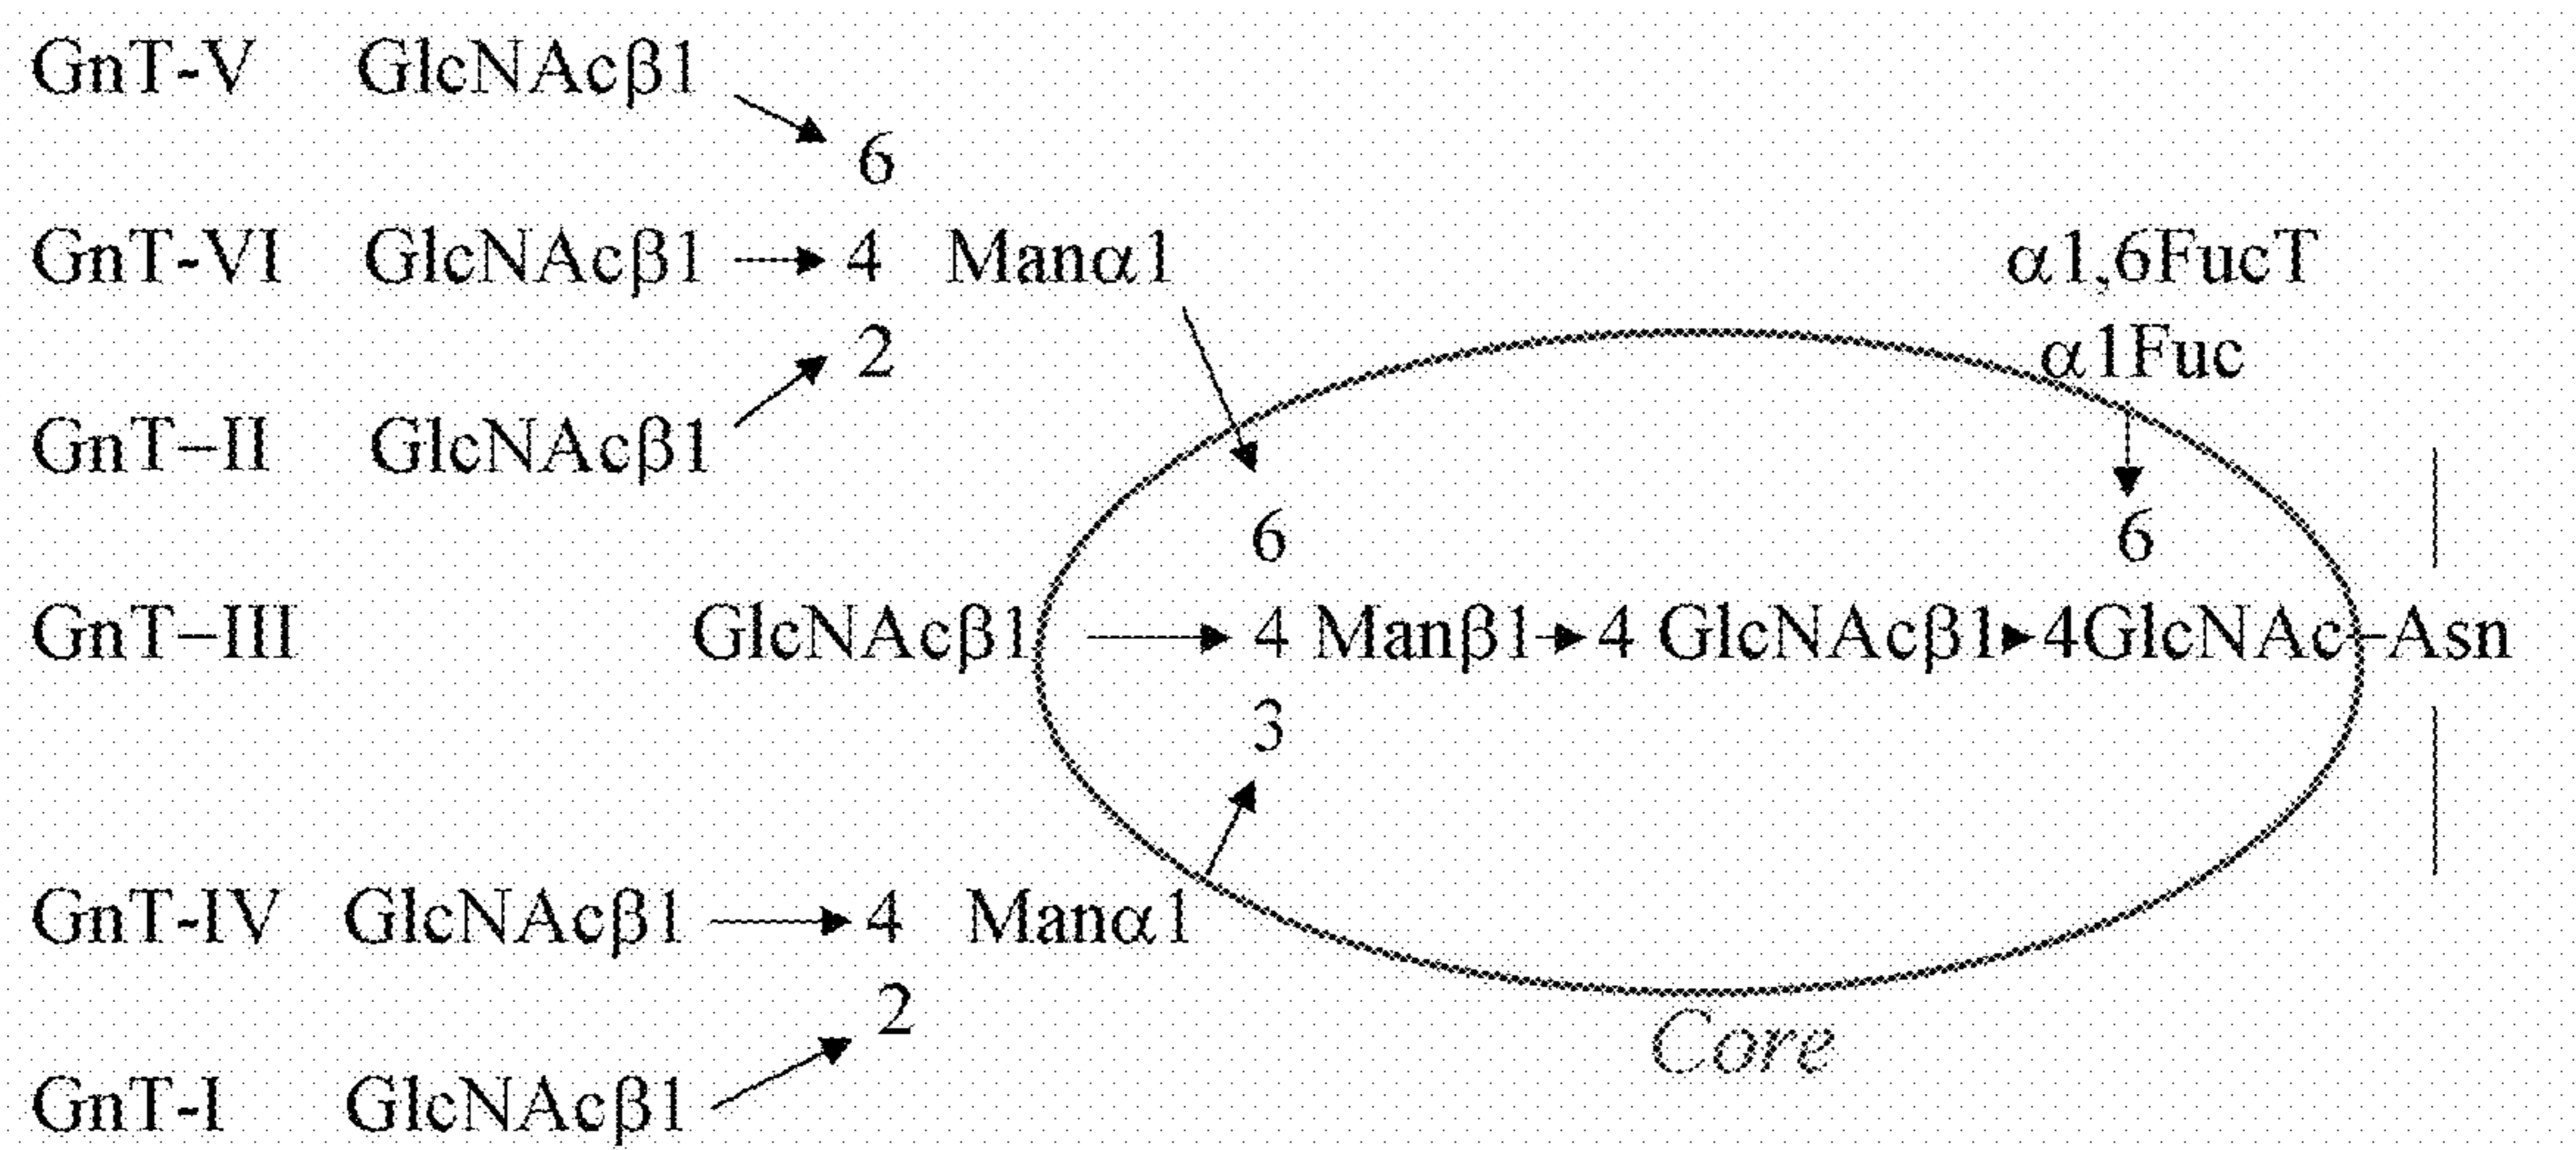 GnT-V GlcNAcβ1
6
GnT-VI GlcNAcβ1 4 Manα1 α1,6FucT
2 α1Fuc
GnT–II GlcNAcβ1
6 6
GnT–III GlcNAcβ1 4 Manβ1 4 GlcNAcβ1 4GlcNAc–Asn
3
GnT-IV GlcNAcβ1 4 Manα1
2
Core
GnT-I GlcNAcβ1